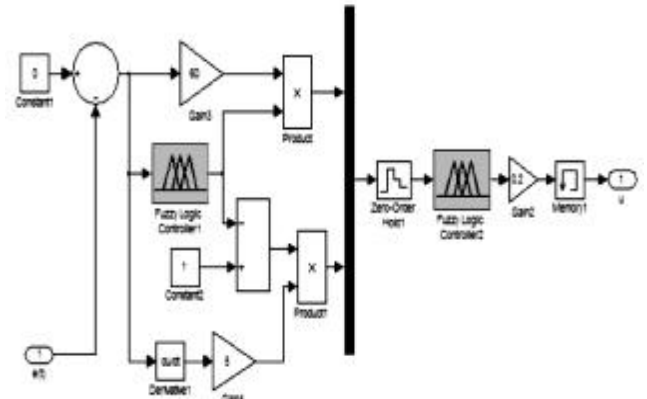 0
Constant1
+
-
60
Gain3
X
Product
Fuzzy Logic
Controller1
-
+
1
Constant2
X
Product1
1
e(t)
du/dt
Derivative1
5
Zero-Order
Hold1
Fuzzy Logic
Controller2
0.2
Gain2
Memory1
1
u